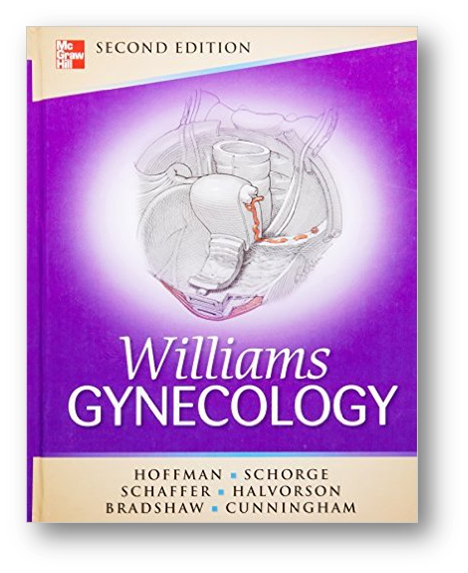 Mc
Graw
Hill
SECOND EDITION
Williams
GYNECOLOGY
HOFFMAN ▪ SCHORGE
SCHAFFER ▪ HALVORSON
BRADSHAW ▪ CUNNINGHAM